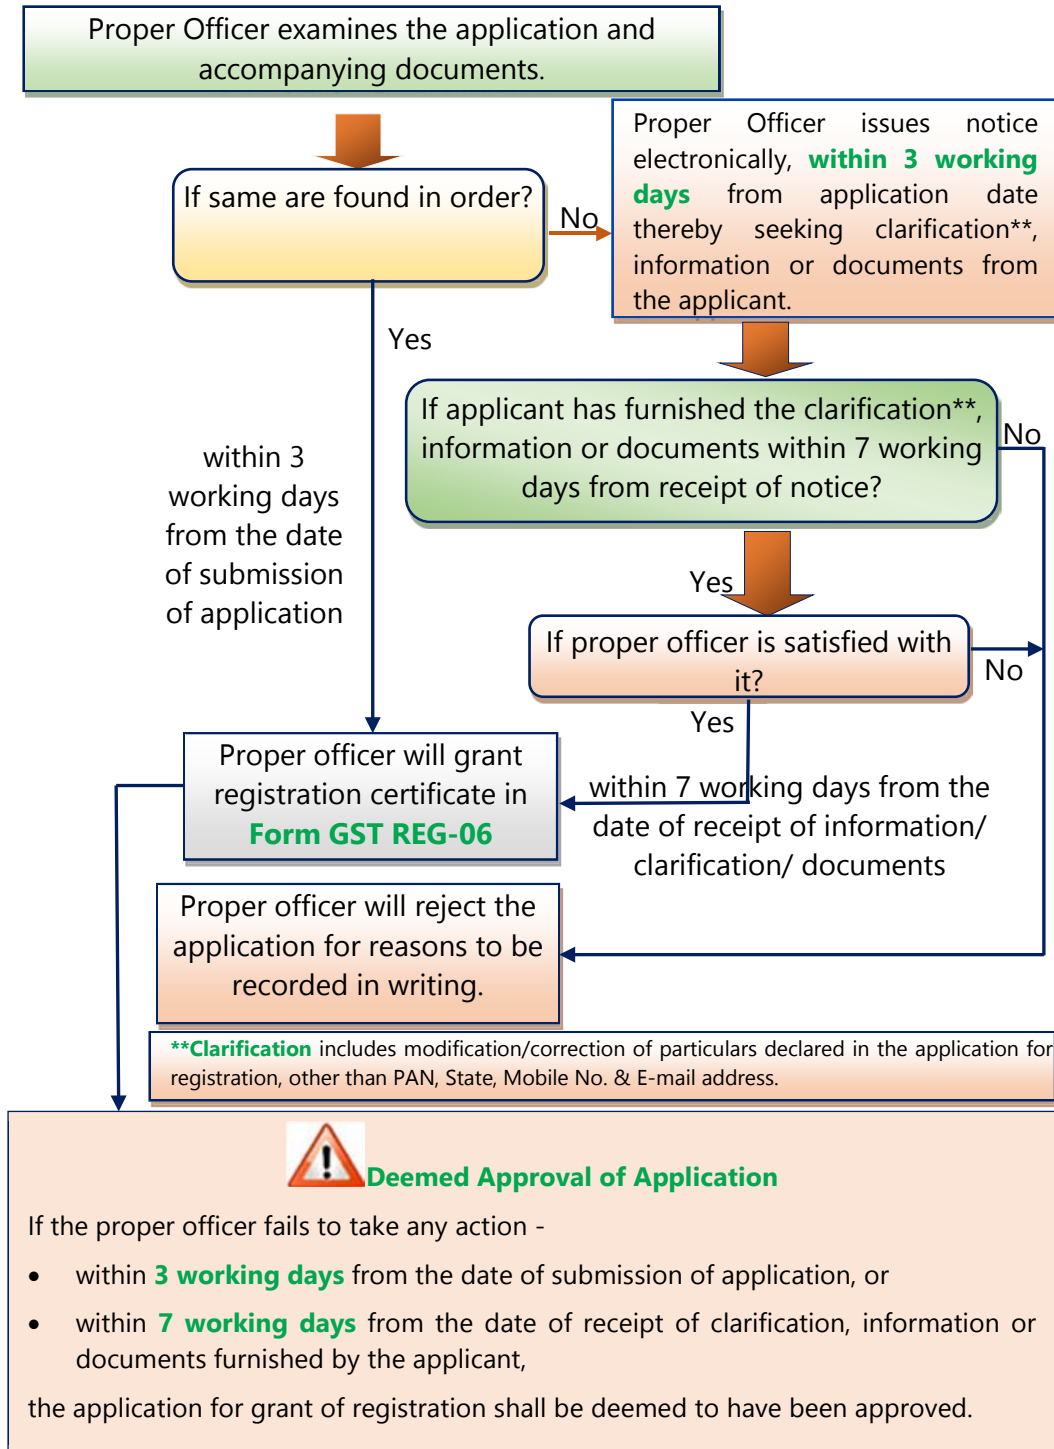 Proper Officer examines the application and
accompanying documents.
If same are found in order?
No
Proper Officer issues notice
electronically, within 3 working
days from application date
thereby seeking clarification**,
information or documents from
the applicant.
Yes
within 3
working days
from the date
of submission
of application
If applicant has furnished the clarification**,
information or documents within 7 working
days from receipt of notice?
No
Yes
If proper officer is satisfied with
it?
No
Yes
within 7 working days from the
date of receipt of information/
clarification/ documents
Proper officer will grant
registration certificate in
Form GST REG-06
Proper officer will reject the
application for reasons to be
recorded in writing.
**Clarification includes modification/correction of particulars declared in the application for
registration, other than PAN, State, Mobile No. & E-mail address.
Deemed Approval of Application
If the proper officer fails to take any action -
• within 3 working days from the date of submission of application, or
• within 7 working days from the date of receipt of clarification, information or
documents furnished by the applicant,
the application for grant of registration shall be deemed to have been approved.